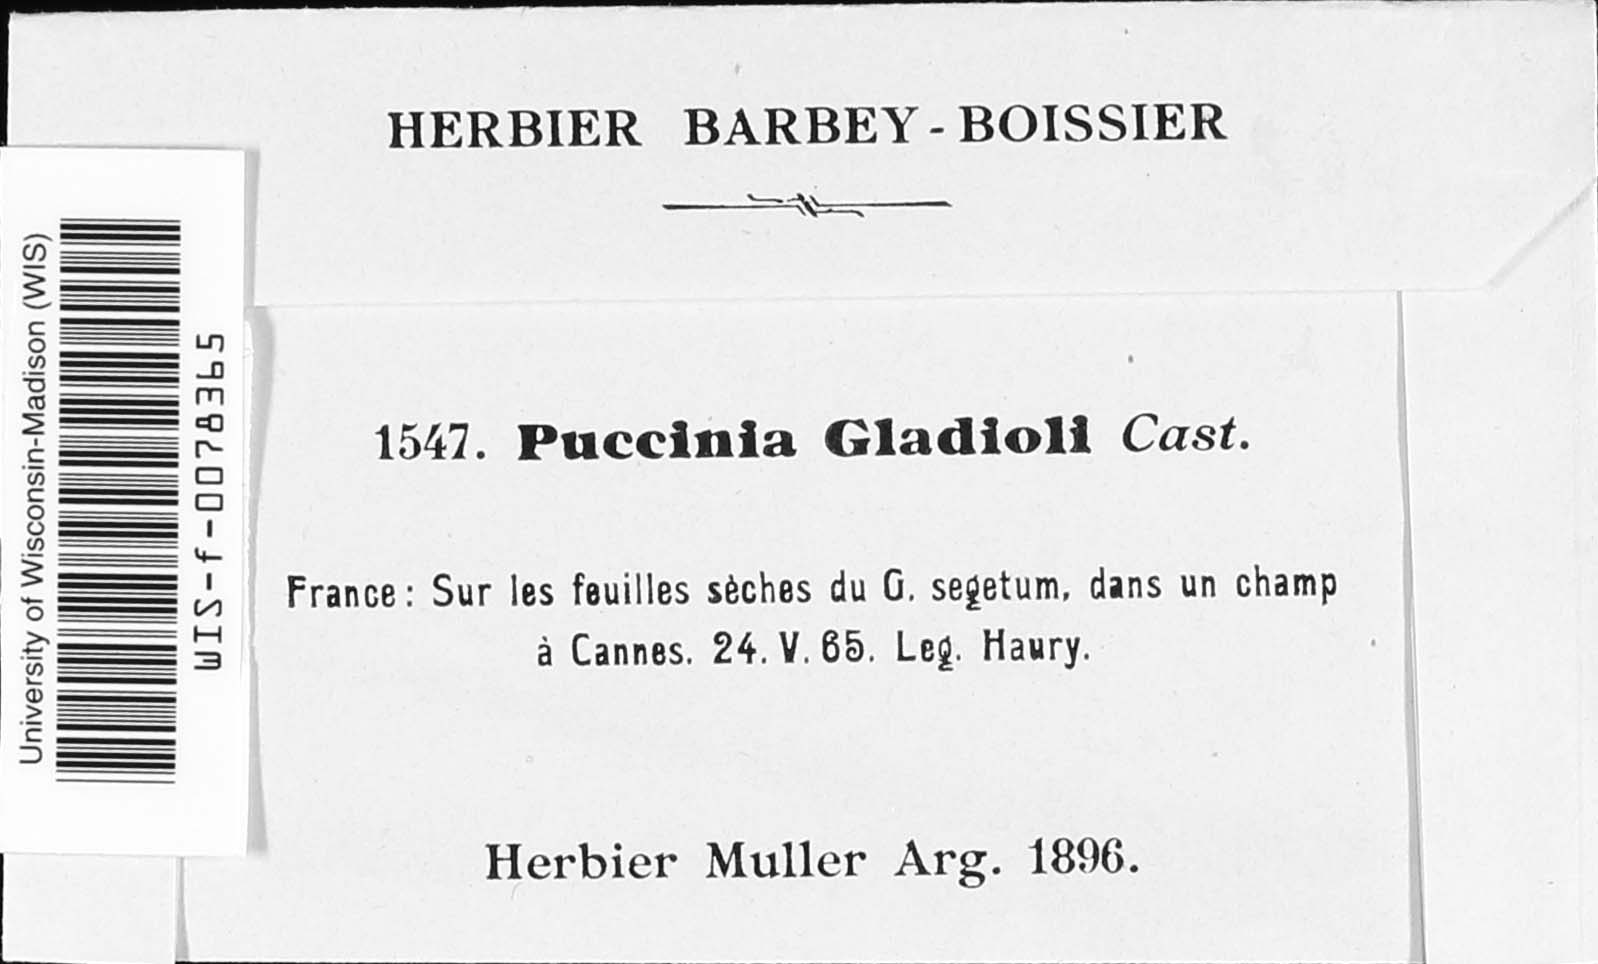 HERBIER BARBEY-BOISSIER
University of Wisconsin-Madison (WIS)
WIS-f-0078365
1547. Puccinia Gladioli Cast.
France: Sur les feuilles sèches du G. segetum, dans un champ
à Cannes. 24. V. 65. Leg. Haury.
Herbier Muller Arg. 1896.